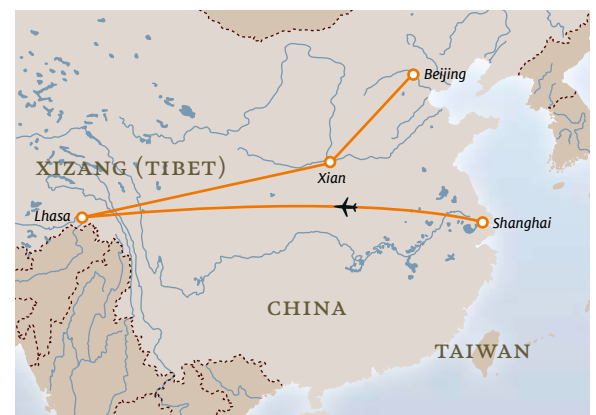 Beijing
XIZANG (TIBET)
Xian
Lhasa
Shanghai
CHINA
TAIWAN